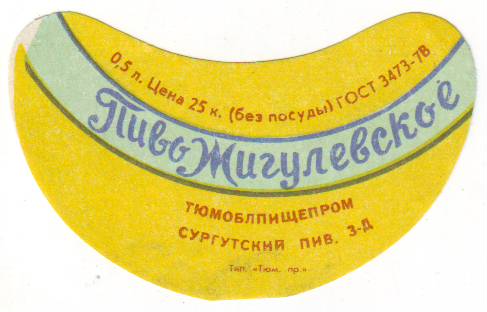 0,5 л. Цена 25 к. (без посуды) ГОСТ 3473-78
Пиво Жигулевское
ТЮМОБЛПИЩЕПРОМ
СУРГУТСКИЙ ПИВ. З-Д
Тип. «Тюм. пр.»